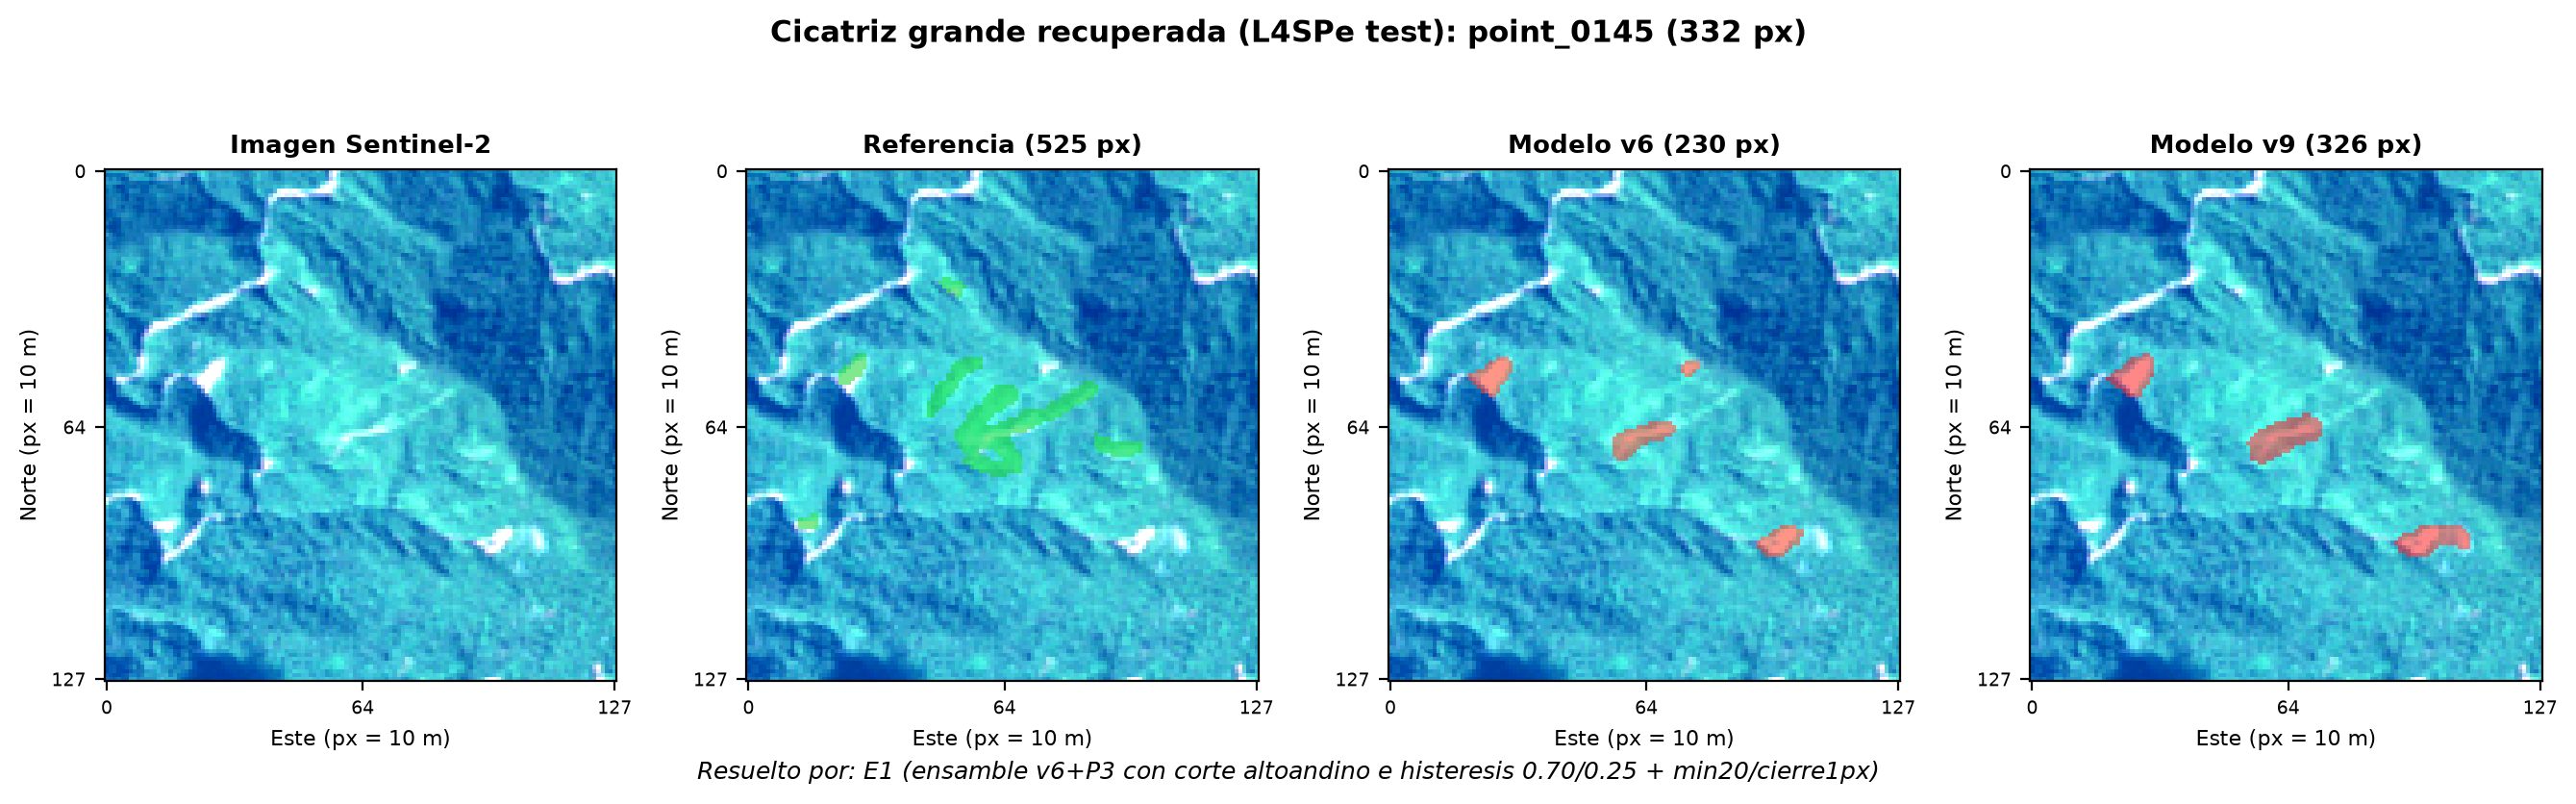 Cicatriz grande recuperada (L4SPe test): point_0145 (332 px)
Imagen Sentinel-2
Referencia (525 px)
Modelo v6 (230 px)
Modelo v9 (326 px)
0
64
127
Norte (px = 10 m)
0
64
127
Este (px = 10 m)
0
64
127
Norte (px = 10 m)
0
64
127
Este (px = 10 m)
0
64
127
Norte (px = 10 m)
0
64
127
Este (px = 10 m)
0
64
127
Norte (px = 10 m)
0
64
127
Este (px = 10 m)
Resuelto por: E1 (ensamble v6+P3 con corte altoandino e histeresis 0.70/0.25 + min20/cierre1px)